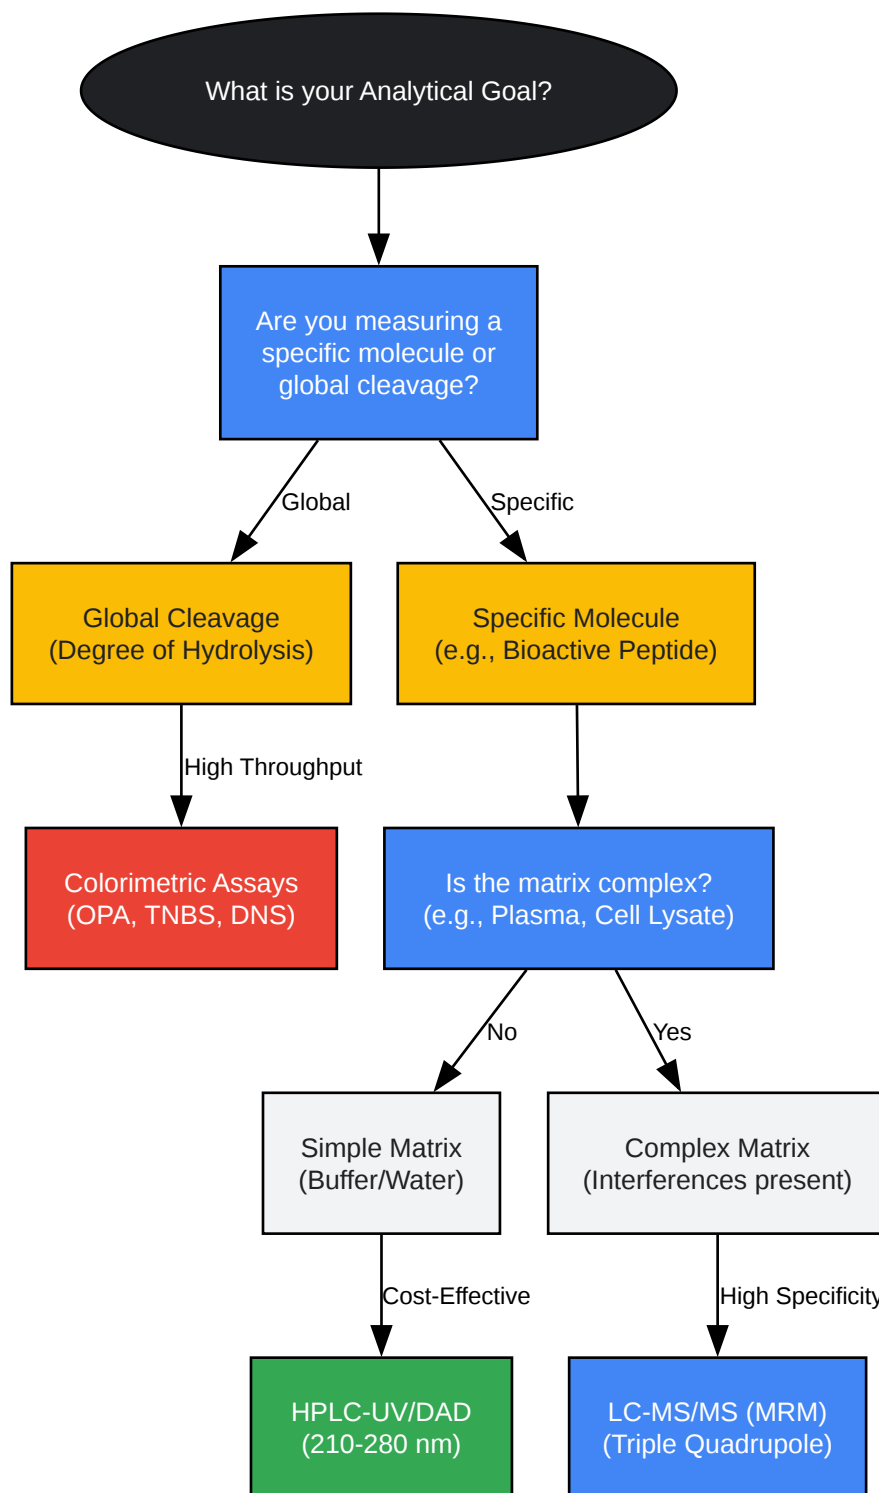 What is your Analytical Goal?
Are you measuring a
specific molecule or
global cleavage?
Global
Specific
Global Cleavage
(Degree of Hydrolysis)
Specific Molecule
(e.g., Bioactive Peptide)
High Throughput
Colorimetric Assays
(OPA, TNBS, DNS)
Is the matrix complex?
(e.g., Plasma, Cell Lysate)
No
Yes
Simple Matrix
(Buffer/Water)
Complex Matrix
(Interferences present)
Cost-Effective
High Specificity
HPLC-UV/DAD
(210-280 nm)
LC-MS/MS (MRM)
(Triple Quadrupole)